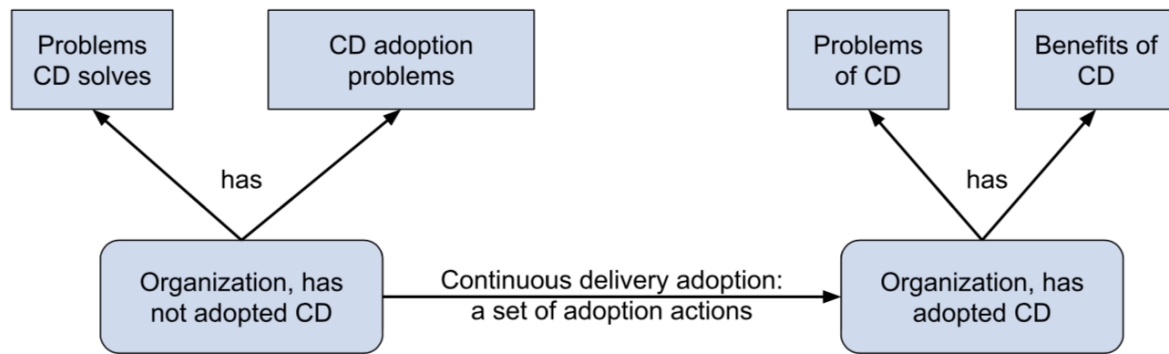 Problems
CD solves
CD adoption
problems
Problems
of CD
Benefits of
CD
has
has
Organization, has
not adopted CD
Continuous delivery adoption:
a set of adoption actions
Organization, has
adopted CD